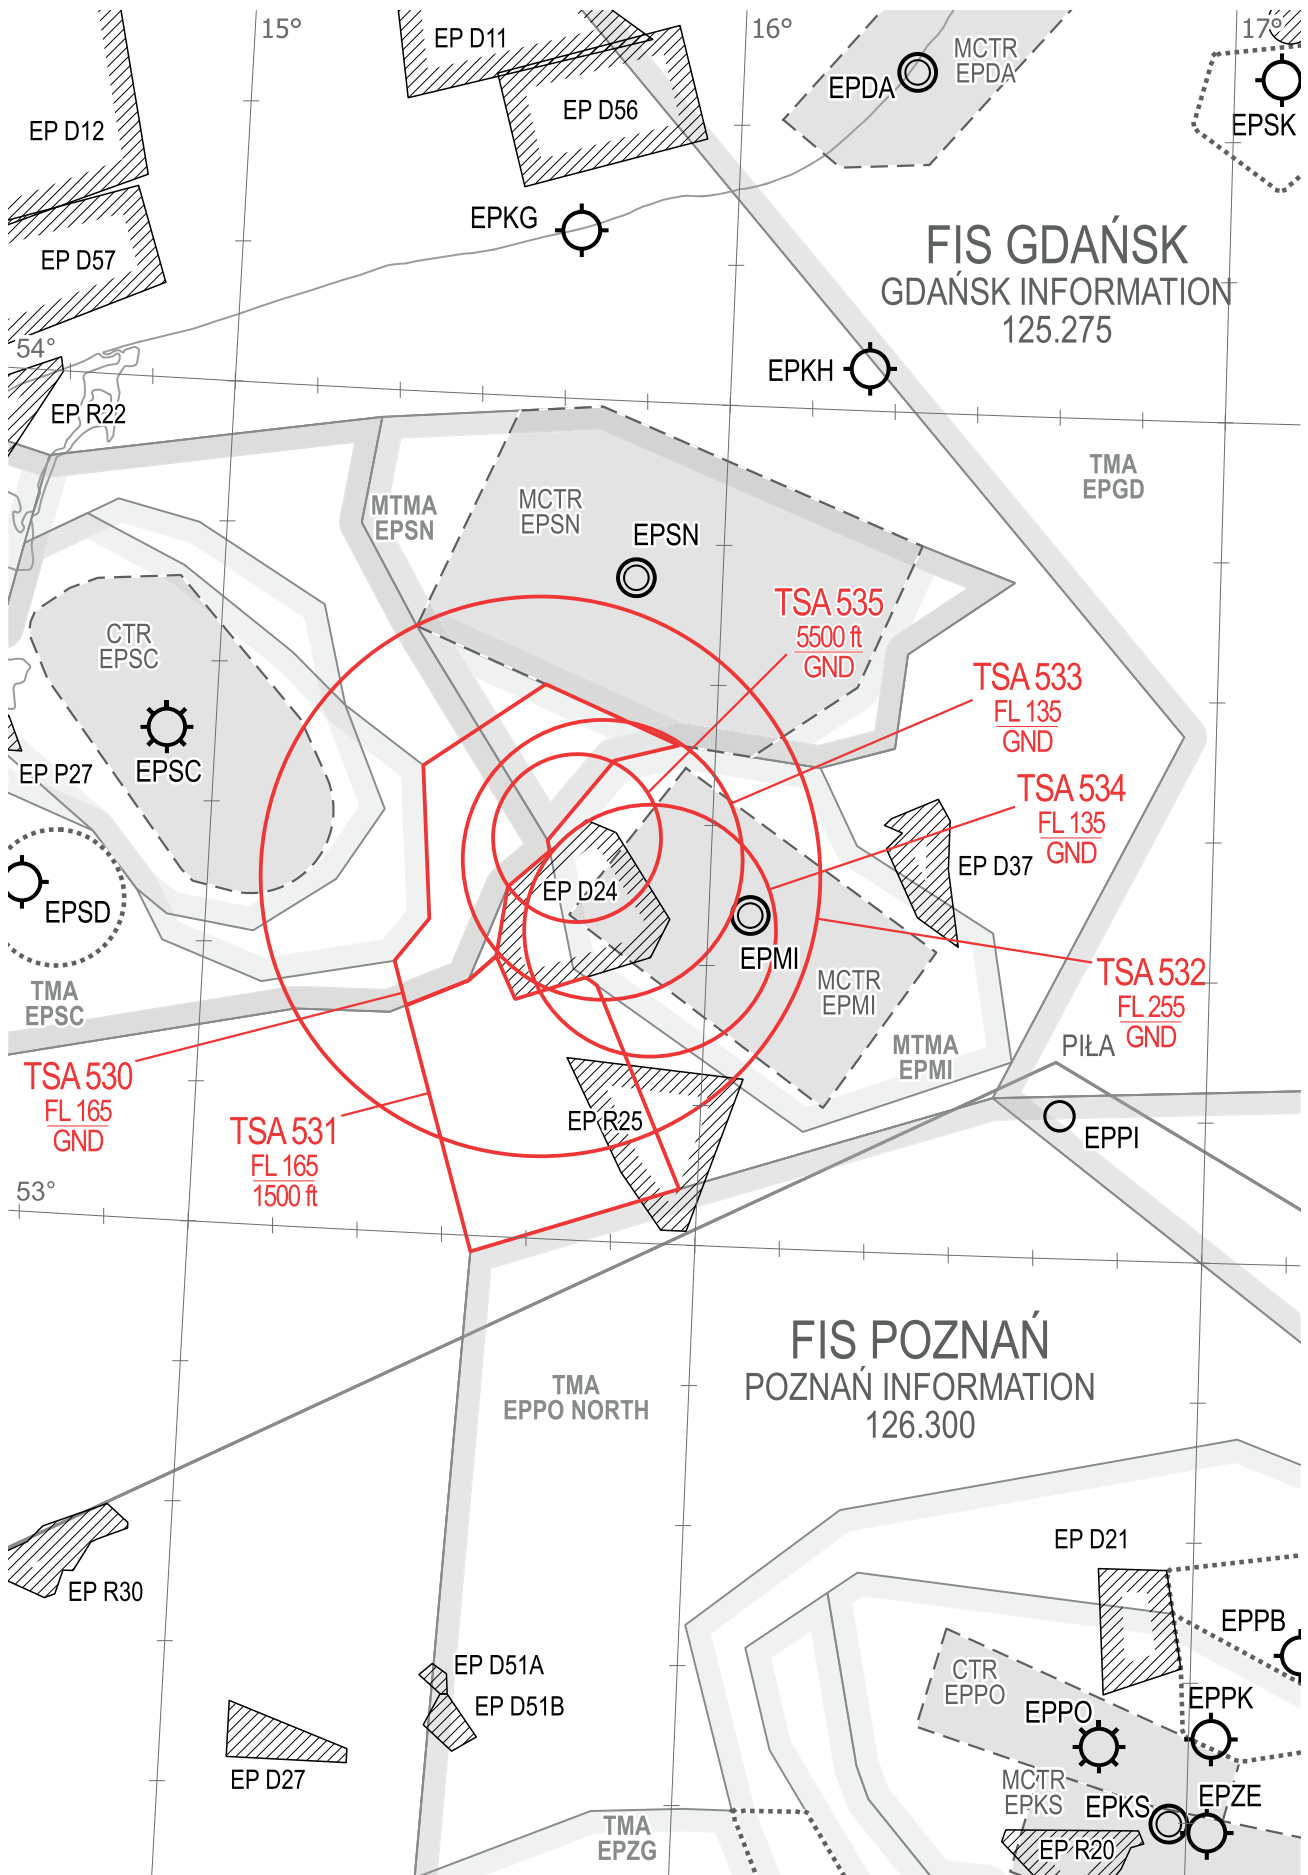 15°
16°
17°
EP D11
MCTR
EPDA
EPDA
EP D12
EP D56
EPSK
EPKG
EP D57
FIS GDAŃSK
GDAŃSK INFORMATION
125.275
54°
EPKH
EP R22
TMA
EPGD
MTMA
EPSN
MCTR
EPSN
EPSN
TSA 535
5500 ft
GND
CTR
EPSC
TSA 533
FL 135
GND
EPSC
EP P27
TSA 534
FL 135
GND
EP D37
EP D24
EPSD
EPMI
MCTR
EPMI
TSA 532
FL 255
GND
TMA
EPSC
MTMA
EPMI
PIŁA
TSA 530
FL 165
GND
TSA 531
FL 165
1500 ft
EP R25
EPPI
53°
FIS POZNAŃ
POZNAŃ INFORMATION
126.300
TMA
EPPO NORTH
EP D21
EP R30
EPPB
EP D51A
CTR
EPPO
EP D51B
EPPO
EPPK
EP D27
MCTR
EPKS
EPKS
EPZE
TMA
EPZG
EP R20